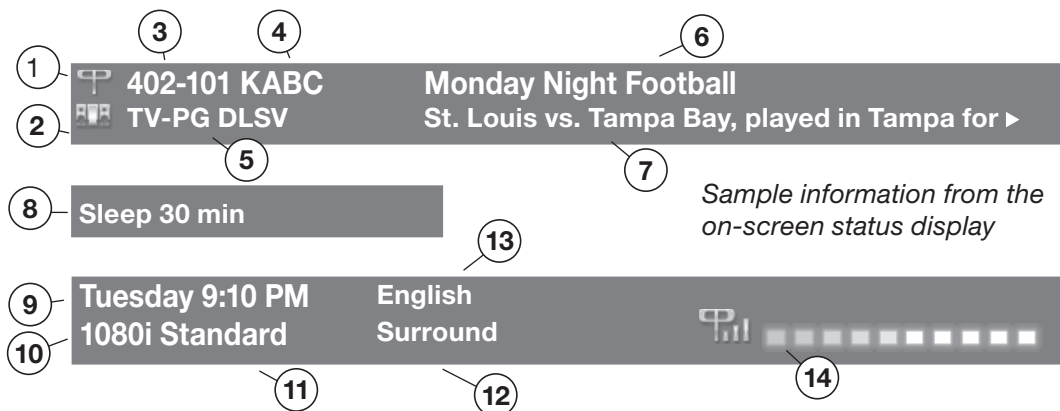 3 4 6
1 402-101 KABC Monday Night Football
2 TV-PG DLSV St. Louis vs. Tampa Bay, played in Tampa for ▶
5 7
8 Sleep 30 min
Sample information from the
on-screen status display
13
9 Tuesday 9:10 PM English
10 1080i Standard Surround
11 12 14